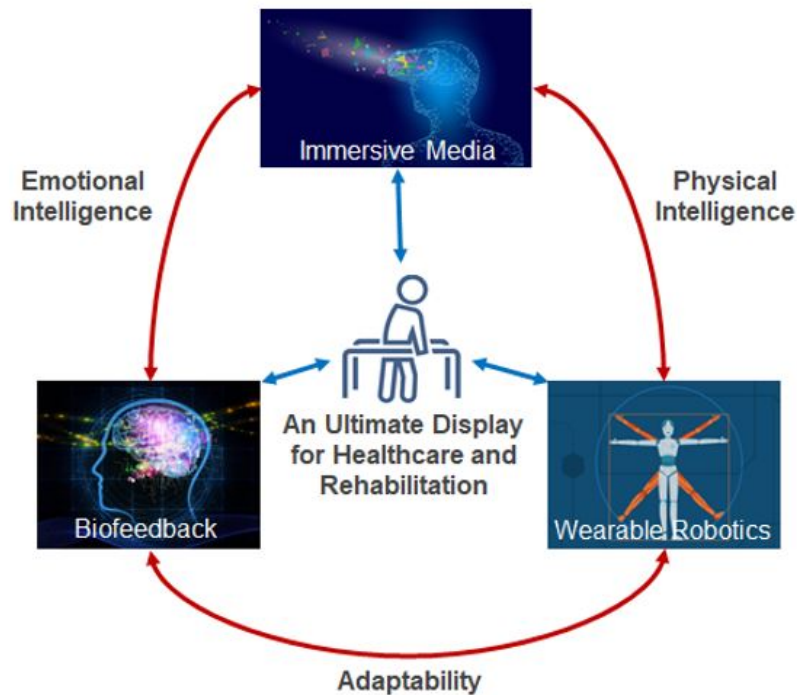 Immersive Media
Emotional
Intelligence
Physical
Intelligence
An Ultimate Display
for Healthcare and
Rehabilitation
Biofeedback
Wearable Robotics
Adaptability